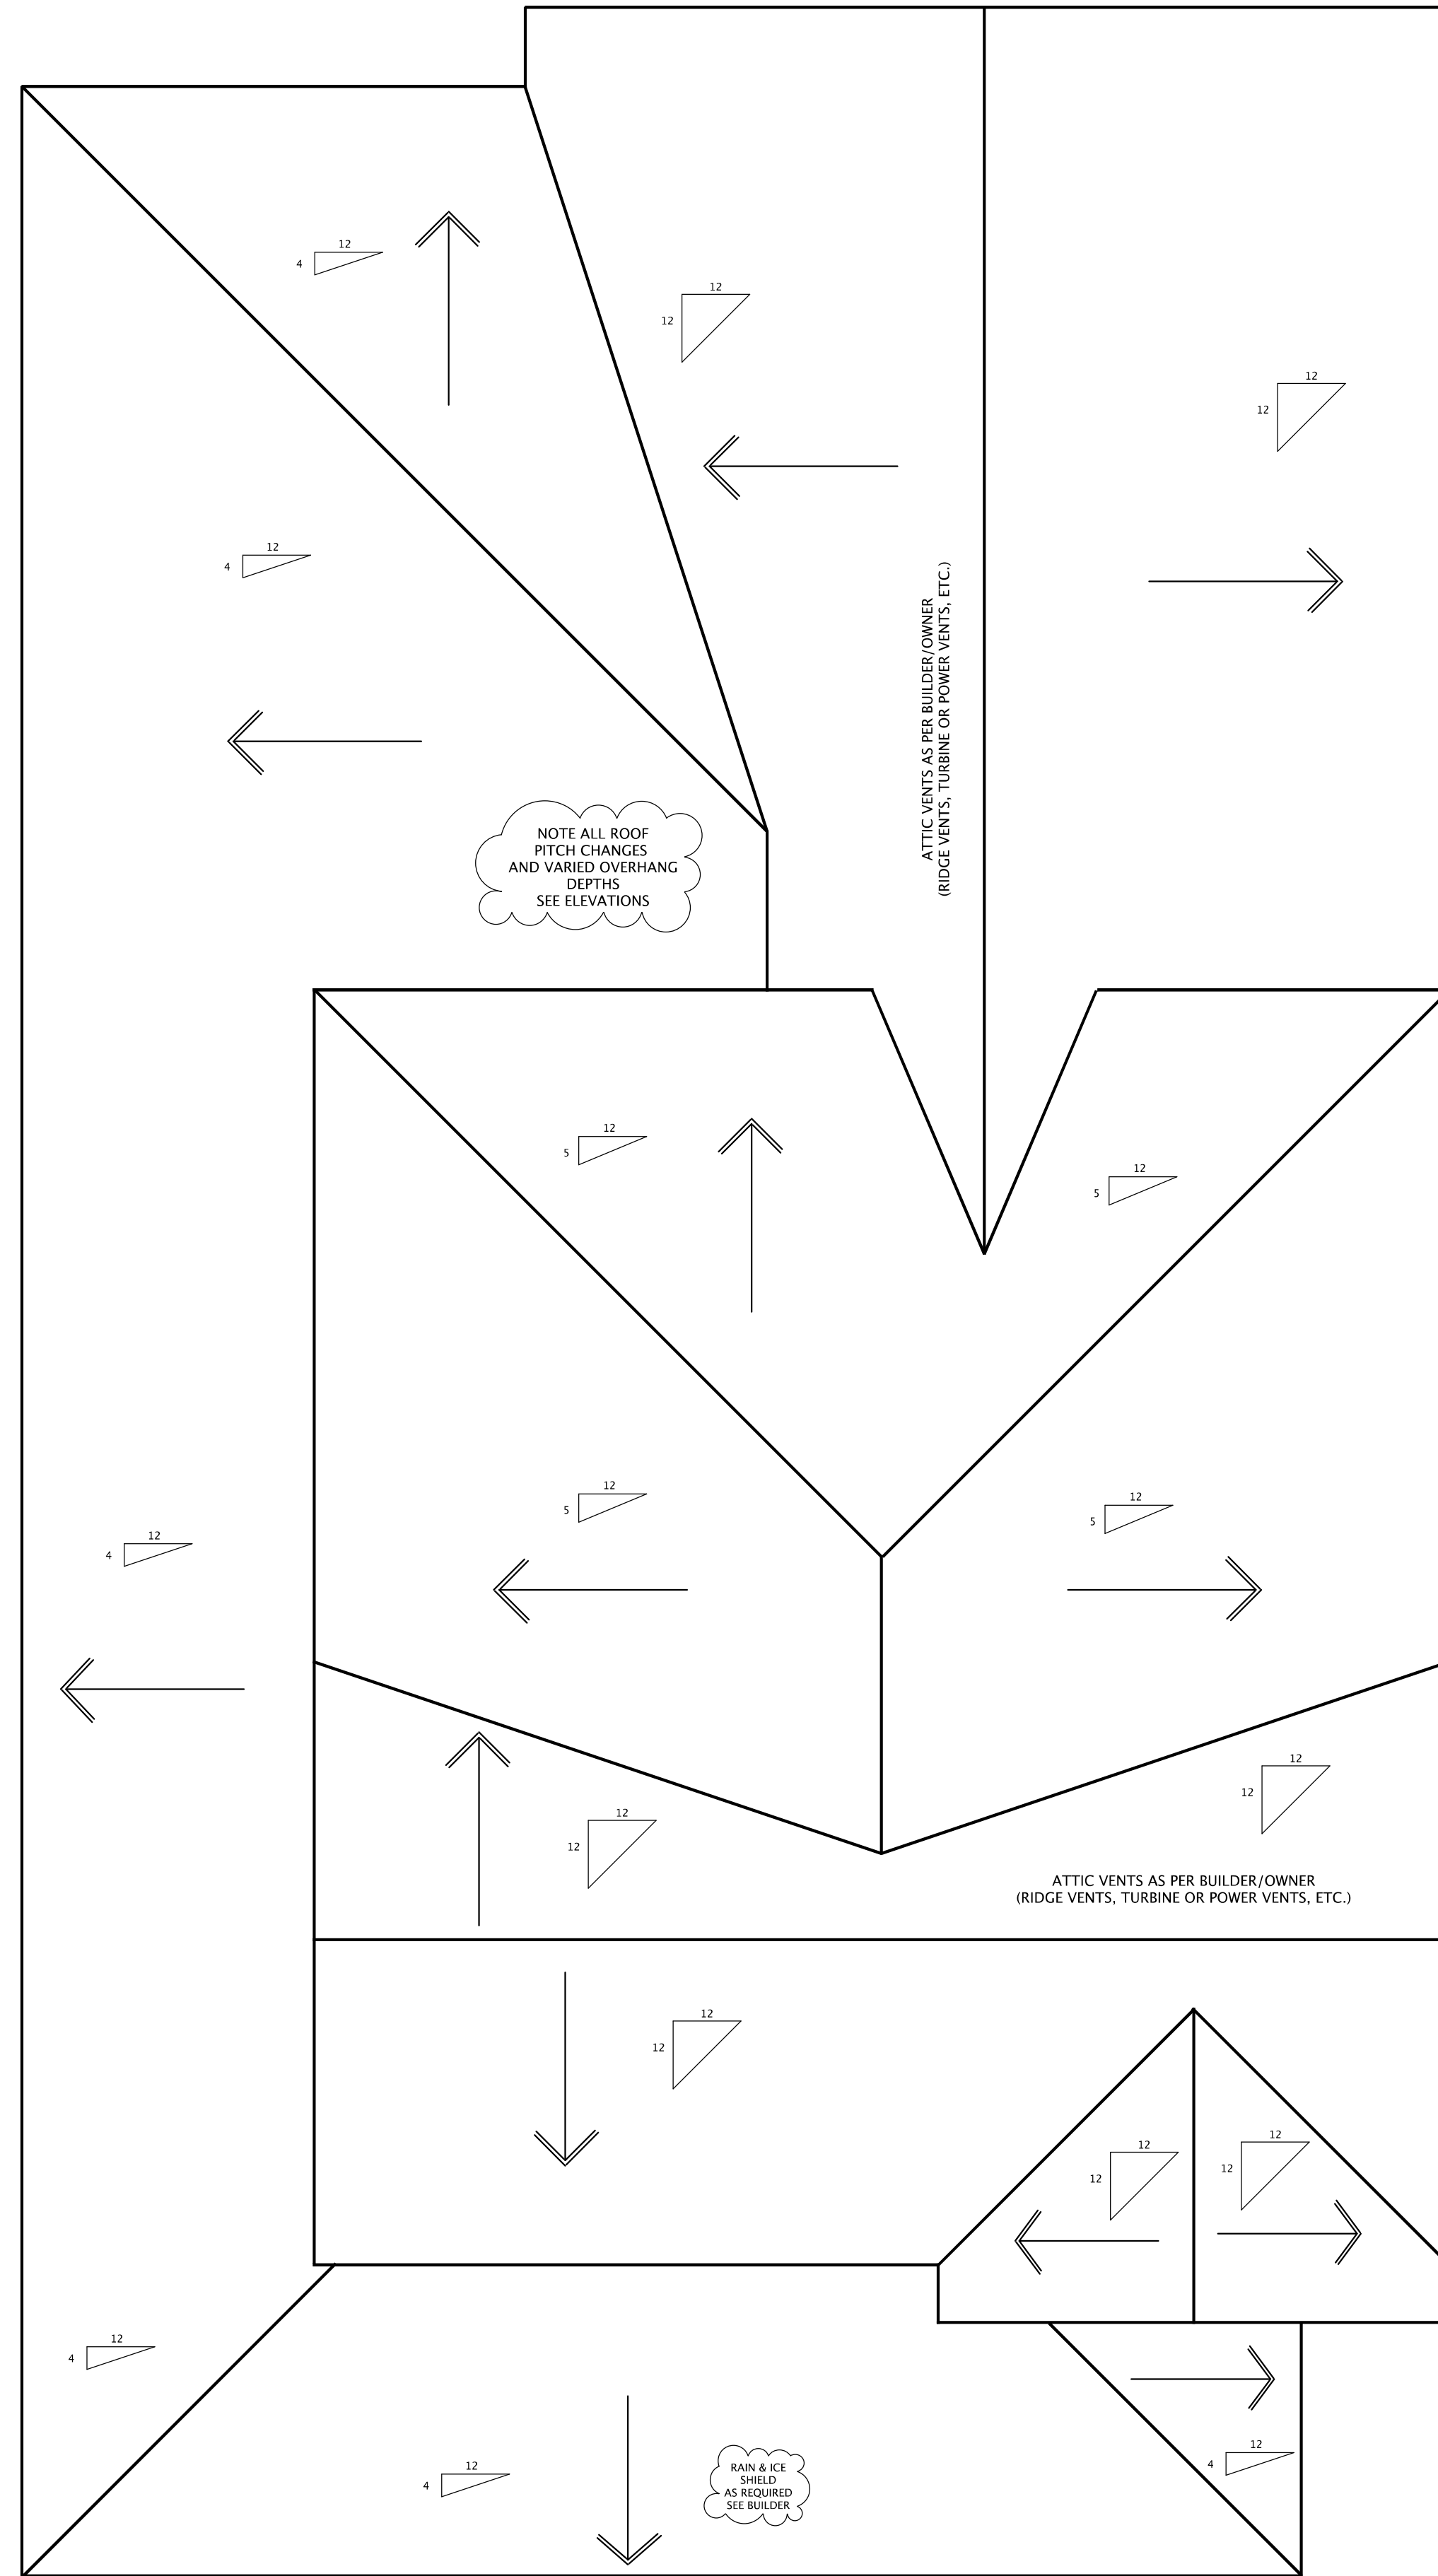 12
4
12
12
12
12
12
4
ATTIC VENTS AS PER BUILDER/OWNER
(RIDGE VENTS, TURBINE OR POWER VENTS, ETC.)
NOTE ALL ROOF
PITCH CHANGES
AND VARIED OVERHANG
DEPTHS
SEE ELEVATIONS
12
5
12
5
12
5
12
5
12
4
12
12
12
12
ATTIC VENTS AS PER BUILDER/OWNER
(RIDGE VENTS, TURBINE OR POWER VENTS, ETC.)
12
12
12
12
12
12
12
4
12
4
12
4
RAIN & ICE
SHIELD
AS REQUIRED
SEE BUILDER